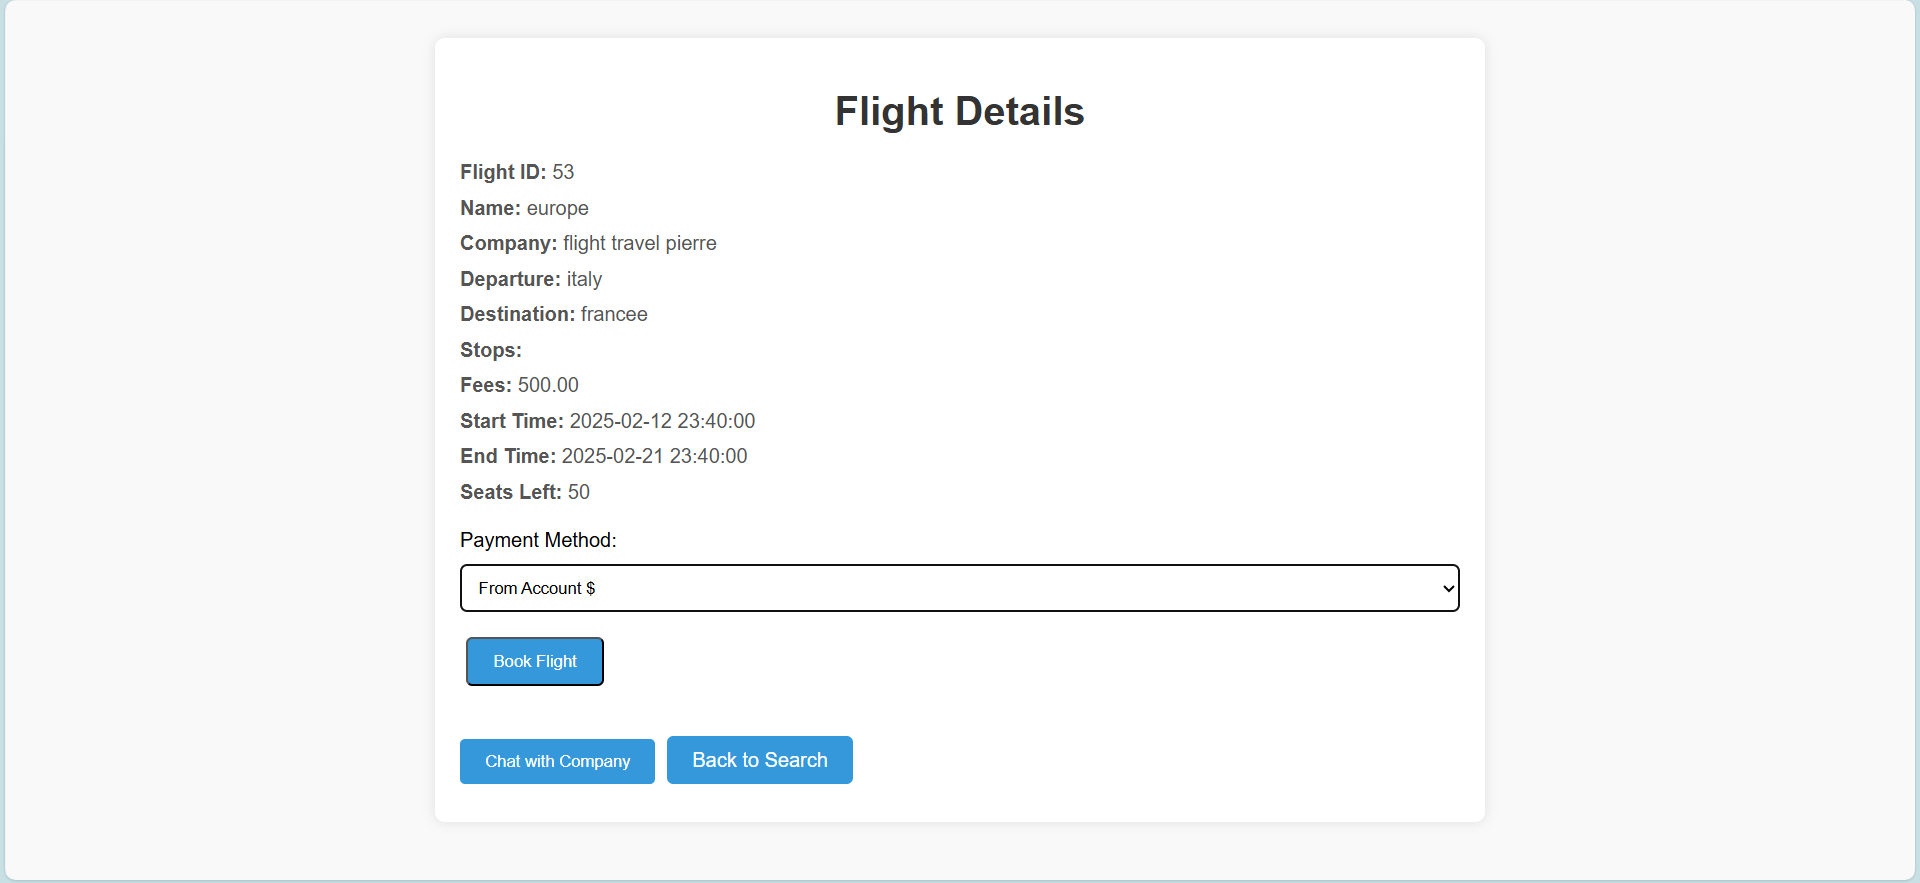 Flight Details
Flight ID: 53
Name: europe
Company: flight travel pierre
Departure: italy
Destination: francee
Stops:
Fees: 500.00
Start Time: 2025-02-12 23:40:00
End Time: 2025-02-21 23:40:00
Seats Left: 50
Payment Method:
From Account $
Book Flight
Chat with Company Back to Search